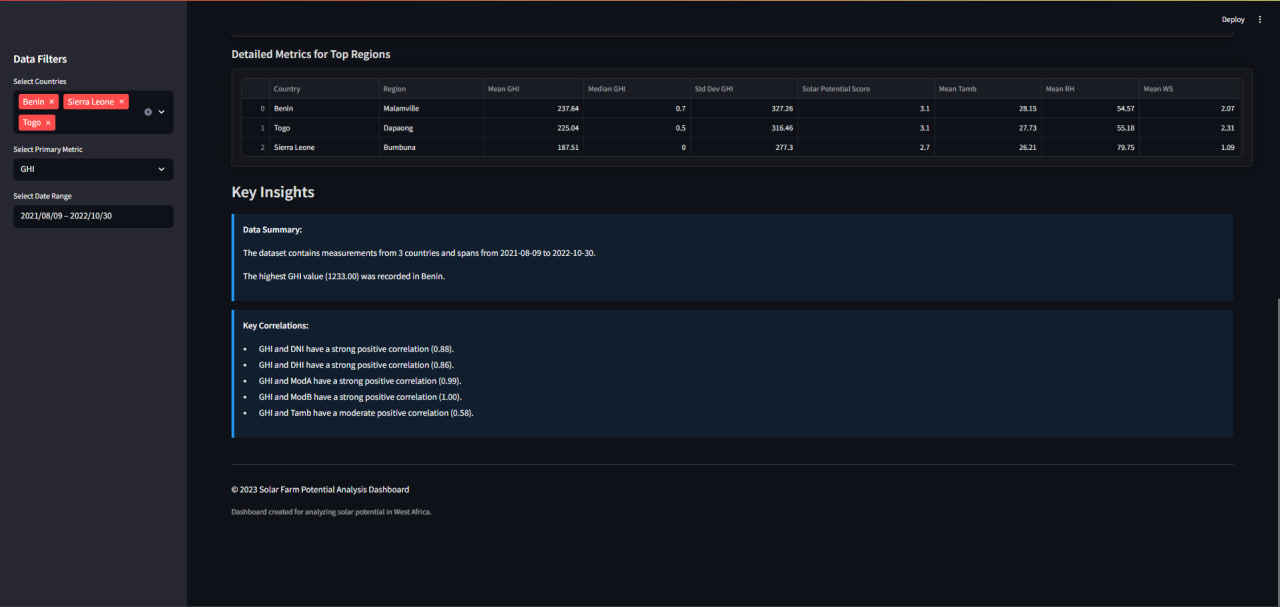 Deploy
Data Filters
Select Countries
Benin × Sierra Leone ×
Togo ×
Select Primary Metric
GHI
Select Date Range
2021/08/09 – 2022/10/30
Detailed Metrics for Top Regions
Country Region Mean GHI Median GHI Std Dev GHI Solar Potential Score Mean Tamb Mean RH Mean WS
0 Benin Malanville 237.64 0.7 327.26 3.1 28.15 54.57 2.07
1 Togo Dapaong 225.04 0.5 316.46 3.1 27.73 55.18 2.31
2 Sierra Leone Bumbuna 187.51 0 277.3 2.7 26.21 79.75 1.09
Key Insights
Data Summary:
The dataset contains measurements from 3 countries and spans from 2021-08-09 to 2022-10-30.
The highest GHI value (1233.00) was recorded in Benin.
Key Correlations:
• GHI and DNI have a strong positive correlation (0.88).
• GHI and DHI have a strong positive correlation (0.86).
• GHI and ModA have a strong positive correlation (0.99).
• GHI and ModB have a strong positive correlation (1.00).
• GHI and Tamb have a moderate positive correlation (0.58).
© 2023 Solar Farm Potential Analysis Dashboard
Dashboard created for analyzing solar potential in West Africa.